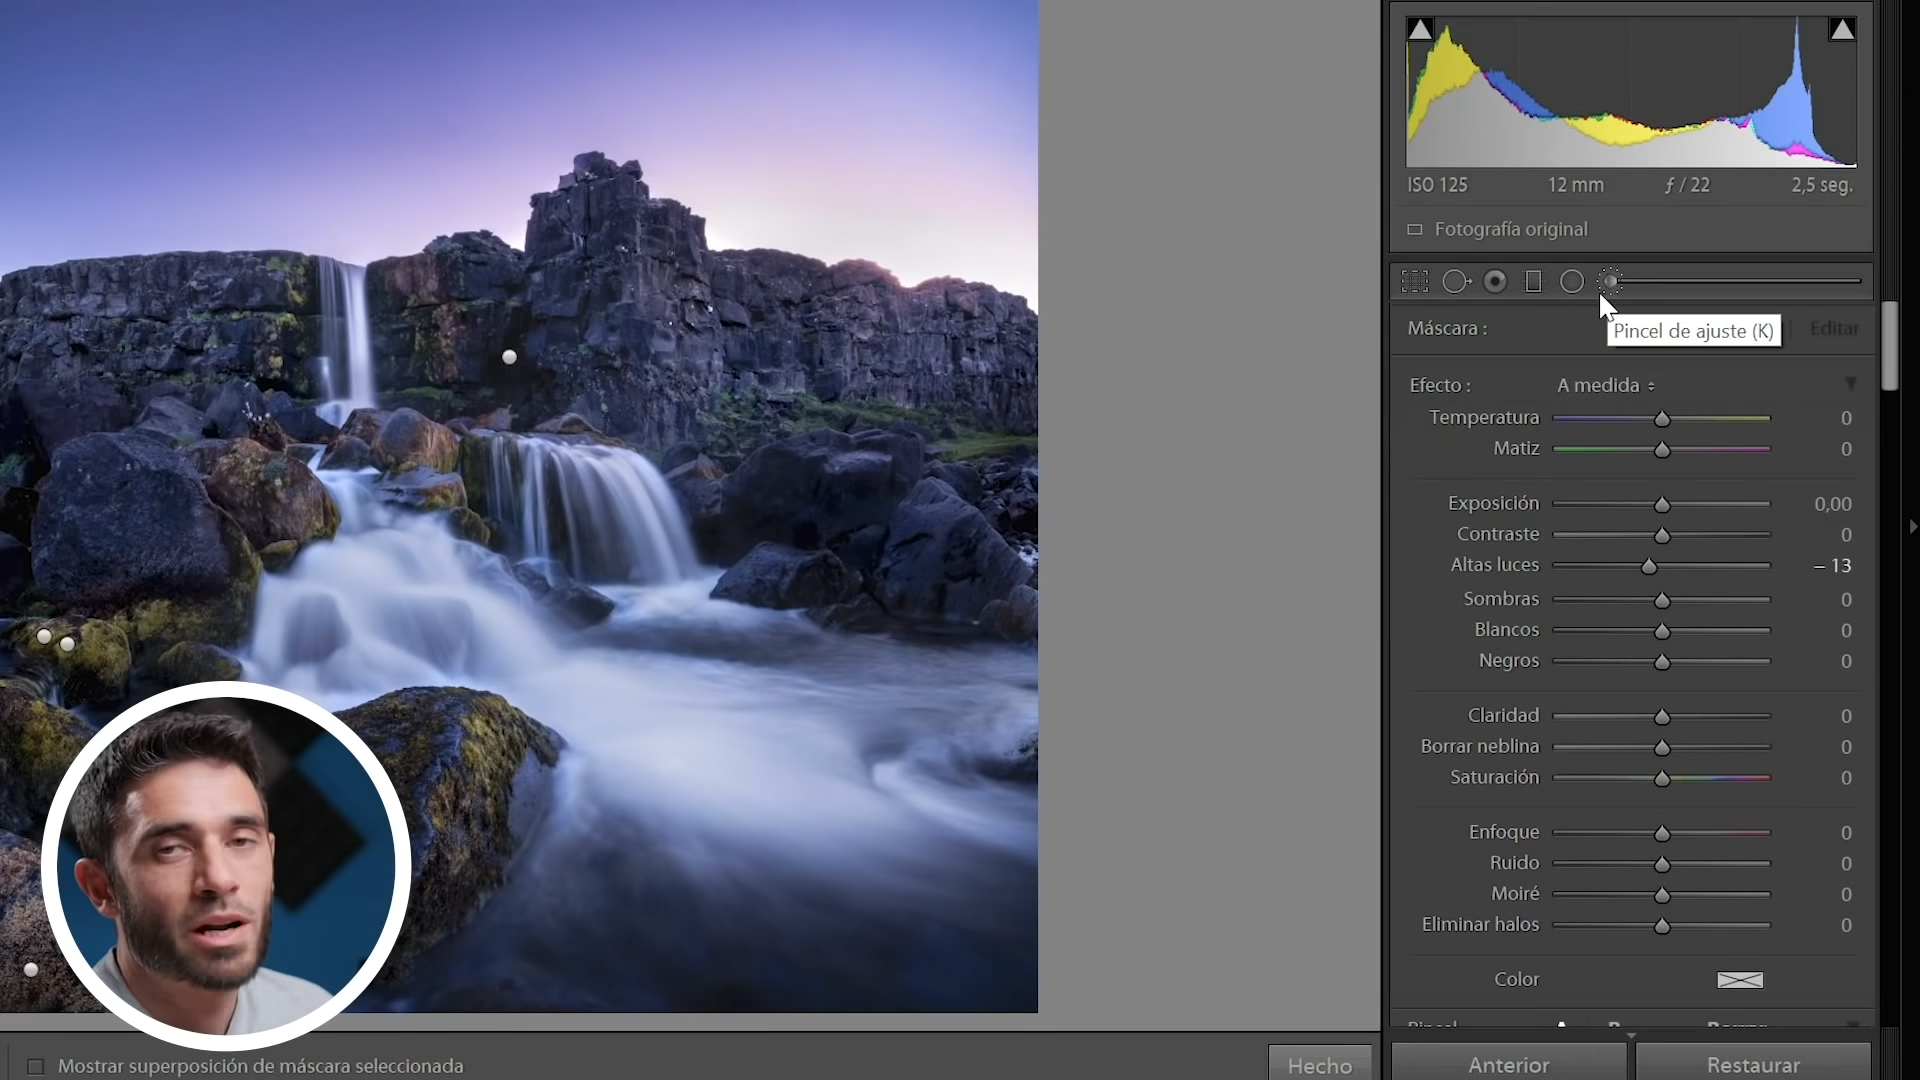 ISO 125 12 mm ƒ / 22 2,5 seg.
Fotografía original
Máscara : Editar
Pincel de ajuste (K)
Efecto : A medida
Temperatura 0
Matiz 0
Exposición 0,00
Contraste 0
Altas luces – 13
Sombras 0
Blancos 0
Negros 0
Claridad 0
Borrar neblina 0
Saturación 0
Enfoque 0
Ruido 0
Moiré 0
Eliminar halos 0
Color
Mostrar superposición de máscara seleccionada
Hecho
Anterior
Restaurar